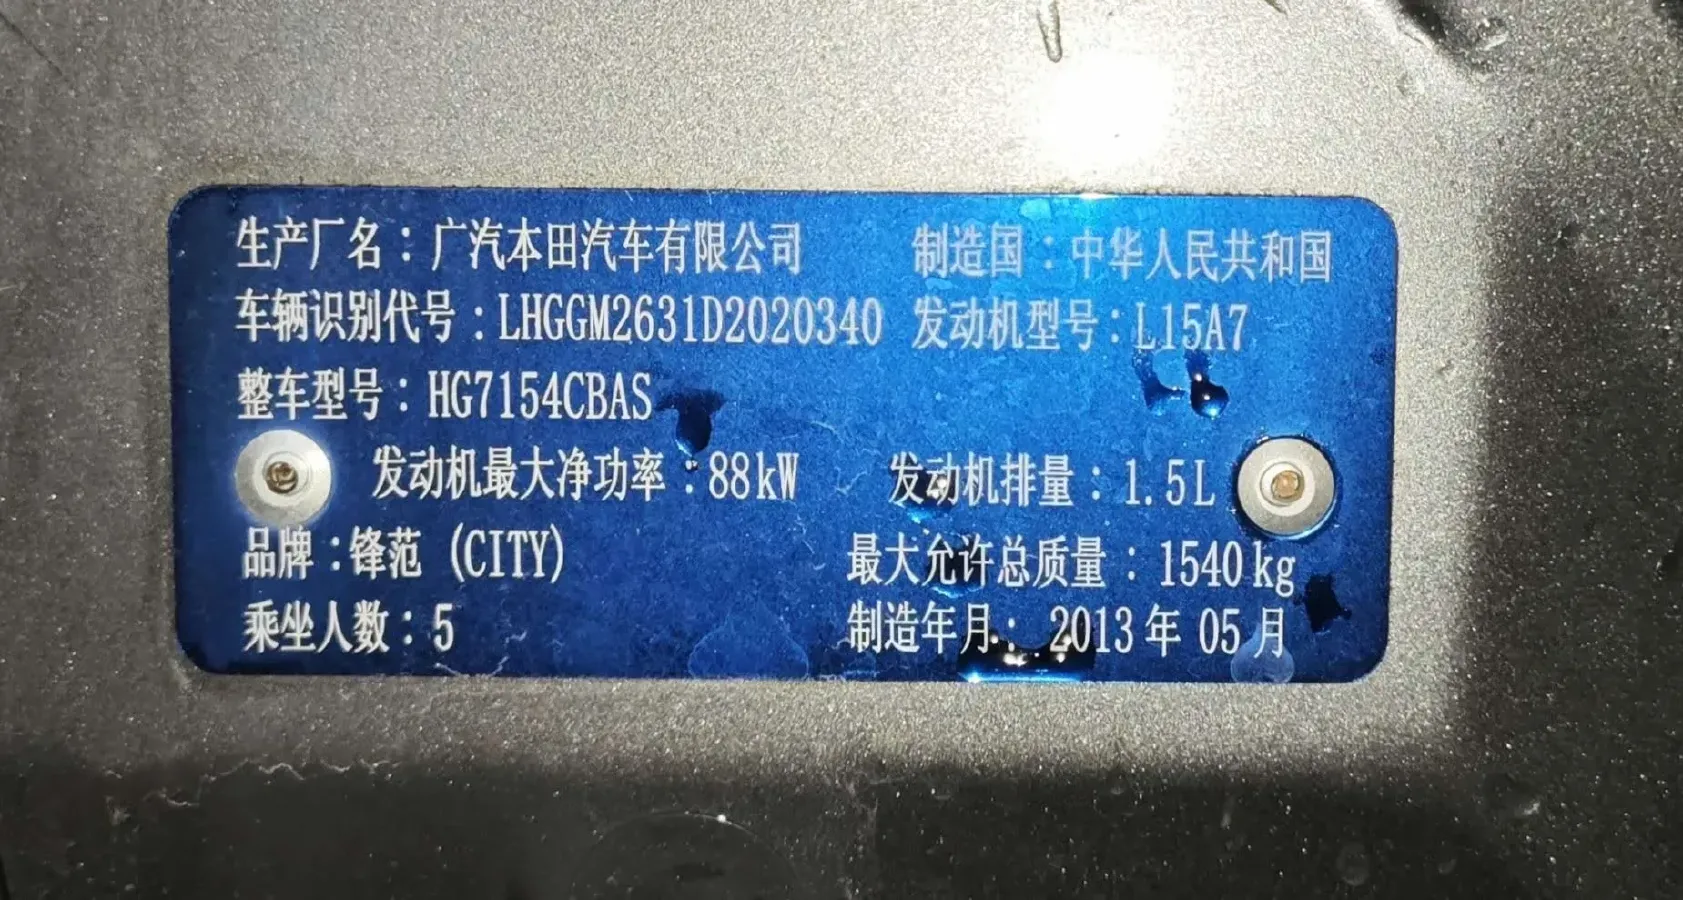 生产厂名：广汽本田汽车有限公司 制造国：中华人民共和国
车辆识别代号：LHGGM2631D2020340 发动机型号：L15A7
整车型号：HG7154CBAS
发动机最大净功率：88kW 发动机排量：1.5L
品牌：锋范 (CITY) 最大允许总质量：1540kg
乘坐人数：5 制造年月：2013年05月